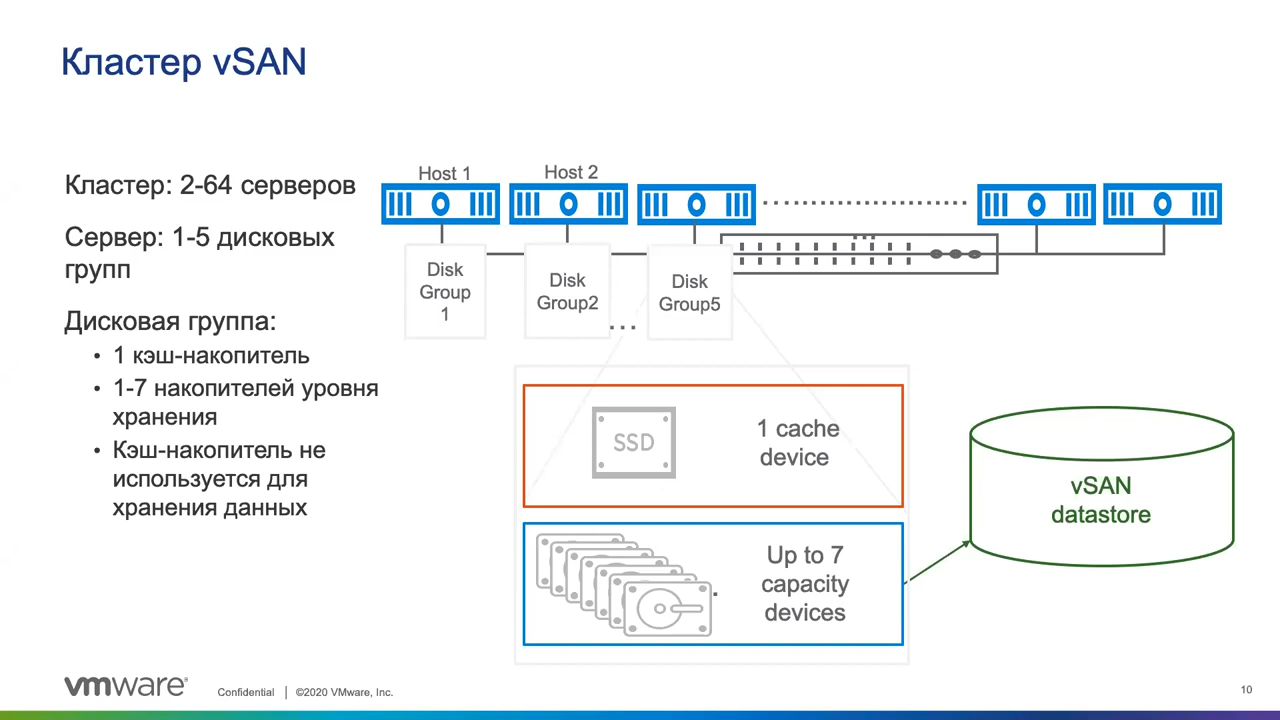 Кластер vSAN
Кластер: 2-64 серверов
Сервер: 1-5 дисковых
групп
Дисковая группа:
• 1 кэш-накопитель
• 1-7 накопителей уровня
хранения
• Кэш-накопитель не
используется для
хранения данных
Host 1
Host 2
Disk
Group
1
Disk
Group2
...
Disk
Group5
SSD
1 cache
device
Up to 7
capacity
devices
vSAN
datastore
vmware®
Confidential | ©2020 VMware, Inc.
10